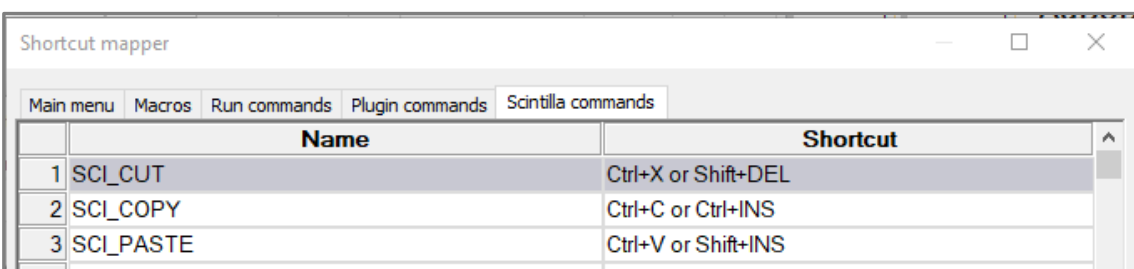 Shortcut mapper
Main menu Macros Run commands Plugin commands Scintilla commands
Name Shortcut
1 SCI_CUT Ctrl+X or Shift+DEL
2 SCI_COPY Ctrl+C or Ctrl+INS
3 SCI_PASTE Ctrl+V or Shift+INS